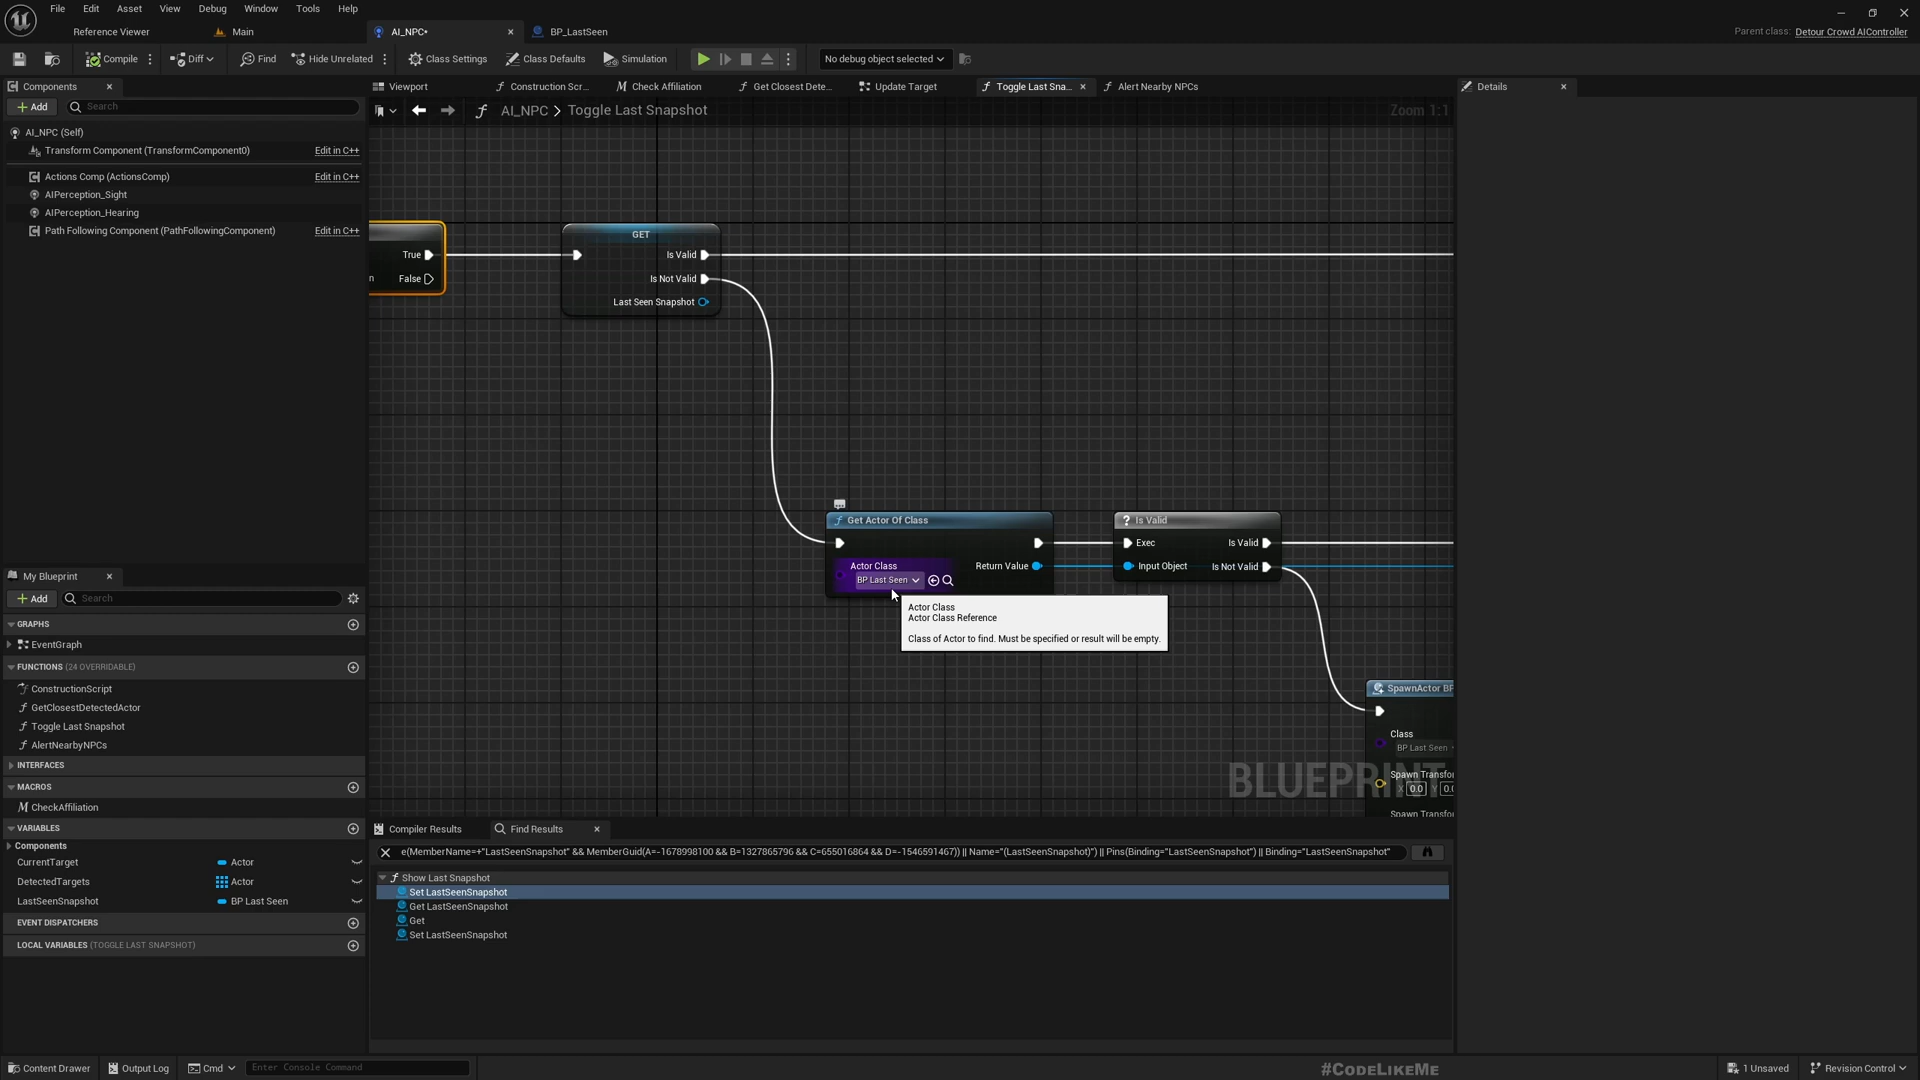 File Edit Asset View Debug Window Tools Help
Reference Viewer Main AI_NPC• BP_LastSeen Parent class: Detour Crowd AIController
Compile Diff Find Hide Unrelated Class Settings Class Defaults Simulation No debug object selected
Components
Viewport Construction Scr... Check Affiliation Get Closest Dete... Update Target Toggle Last Sna... Alert Nearby NPCs
Details
Add Search
AI_NPC > Toggle Last Snapshot
Zoom 1:1
AI_NPC (Self)
Transform Component (TransformComponent0) Edit in C++
Actions Comp (ActionsComp) Edit in C++
AIPerception_Sight
AIPerception_Hearing
Path Following Component (PathFollowingComponent) Edit in C++
True
n False
GET
Is Valid
Is Not Valid
Last Seen Snapshot
Get Actor Of Class
Actor Class
BP Last Seen
Return Value
Is Valid
Exec Is Valid
Input Object Is Not Valid
Actor Class
Actor Class Reference
Class of Actor to find. Must be specified or result will be empty.
SpawnActor BP
Class
BP Last Seen
Spawn Transfo
X 0.0 Y 0.0
Spawn Transfo
BLUEPRINT
My Blueprint
Add Search
GRAPHS
EventGraph
FUNCTIONS (24 OVERRIDABLE)
ConstructionScript
GetClosestDetectedActor
Toggle Last Snapshot
AlertNearbyNPCs
INTERFACES
MACROS
CheckAffiliation
VARIABLES
Components
CurrentTarget Actor
DetectedTargets Actor
LastSeenSnapshot BP Last Seen
EVENT DISPATCHERS
LOCAL VARIABLES (TOGGLE LAST SNAPSHOT)
Compiler Results Find Results
e(MemberName=+"LastSeenSnapshot" && MemberGuid(A=-1678998100 && B=1327865796 && C=655016864 && D=-1546591467)) || Name="(LastSeenSnapshot)") || Pins(Binding="LastSeenSnapshot") || Binding="LastSeenSnapshot"
Show Last Snapshot
Set LastSeenSnapshot
Get LastSeenSnapshot
Get
Set LastSeenSnapshot
Content Drawer Output Log Cmd Enter Console Command
#CODELIKEME
1 Unsaved Revision Control